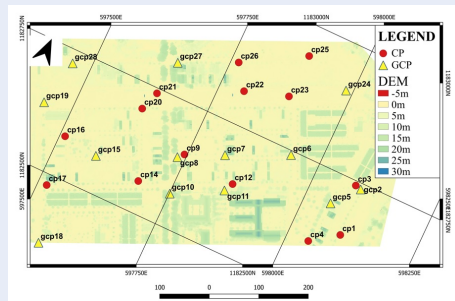 597500E
597750E
1183000N
598000E
1182750N
LEGEND
CP
GCP
DEM
-5m
0m
5m
10m
15m
20m
25m
30m
1183000N
cp25
gcp28
gcp27
cp26
cp21
cp22
cp23
gcp24
gcp19
cp20
cp16
gcp15
cp9
gcp8
gcp7
gcp6
1182500N
cp17
cp14
gcp10
cp12
gcp11
cp3
gcp2
gcp5
597500E
598250E
1182750N
gcp18
cp4
cp1
597750E
1182500N
598000E
598250E
100
0
100
200